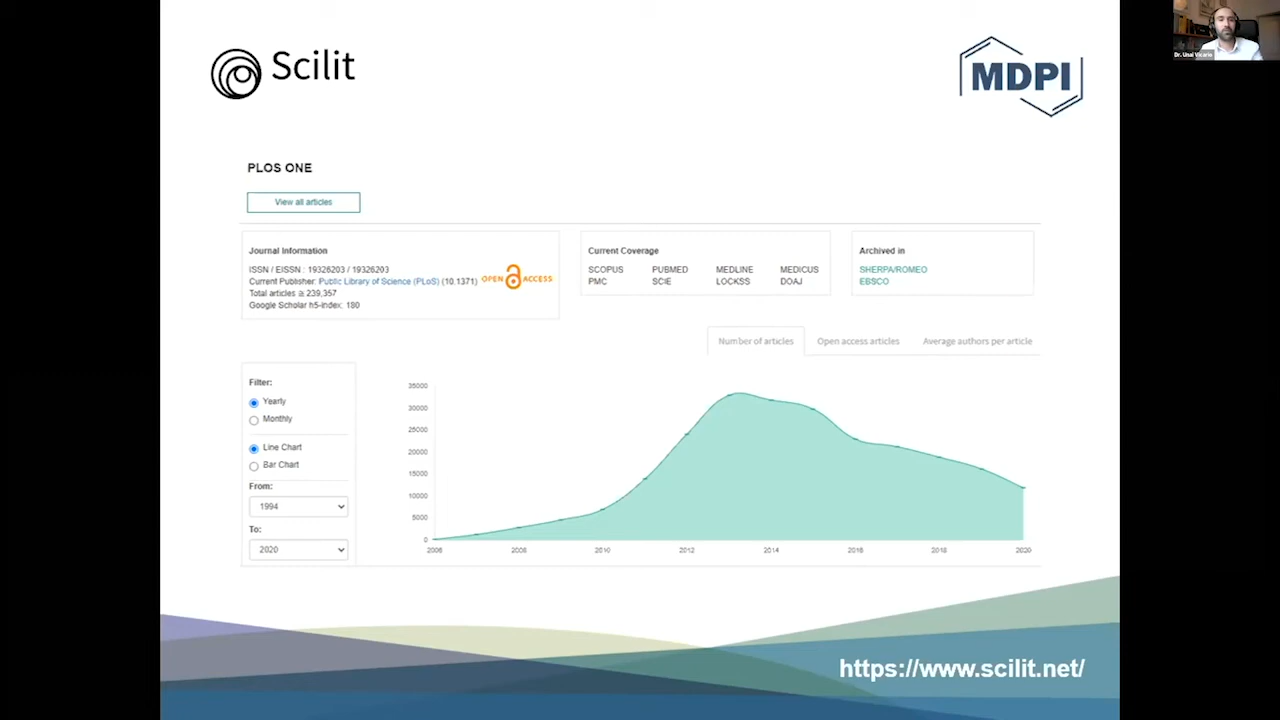 Scilit
MDPI
Dr. Unai Vicario
PLOS ONE
View all articles
Journal Information
ISSN / EISSN : 19326203 / 19326203
Current Publisher: Public Library of Science (PLoS) (10.1371)
Total articles ≅ 239,357
Google Scholar h5-index: 180
OPEN ACCESS
Current Coverage
SCOPUS PUBMED MEDLINE MEDICUS
PMC SCIE LOCKSS DOAJ
Archived in
SHERPA/ROMEO
EBSCO
Number of articles Open access articles Average authors per article
Filter:
Yearly
Monthly
Line Chart
Bar Chart
From:
1994
To:
2020
35000
30000
25000
20000
15000
10000
5000
0
2006 2008 2010 2012 2014 2016 2018 2020
https://www.scilit.net/